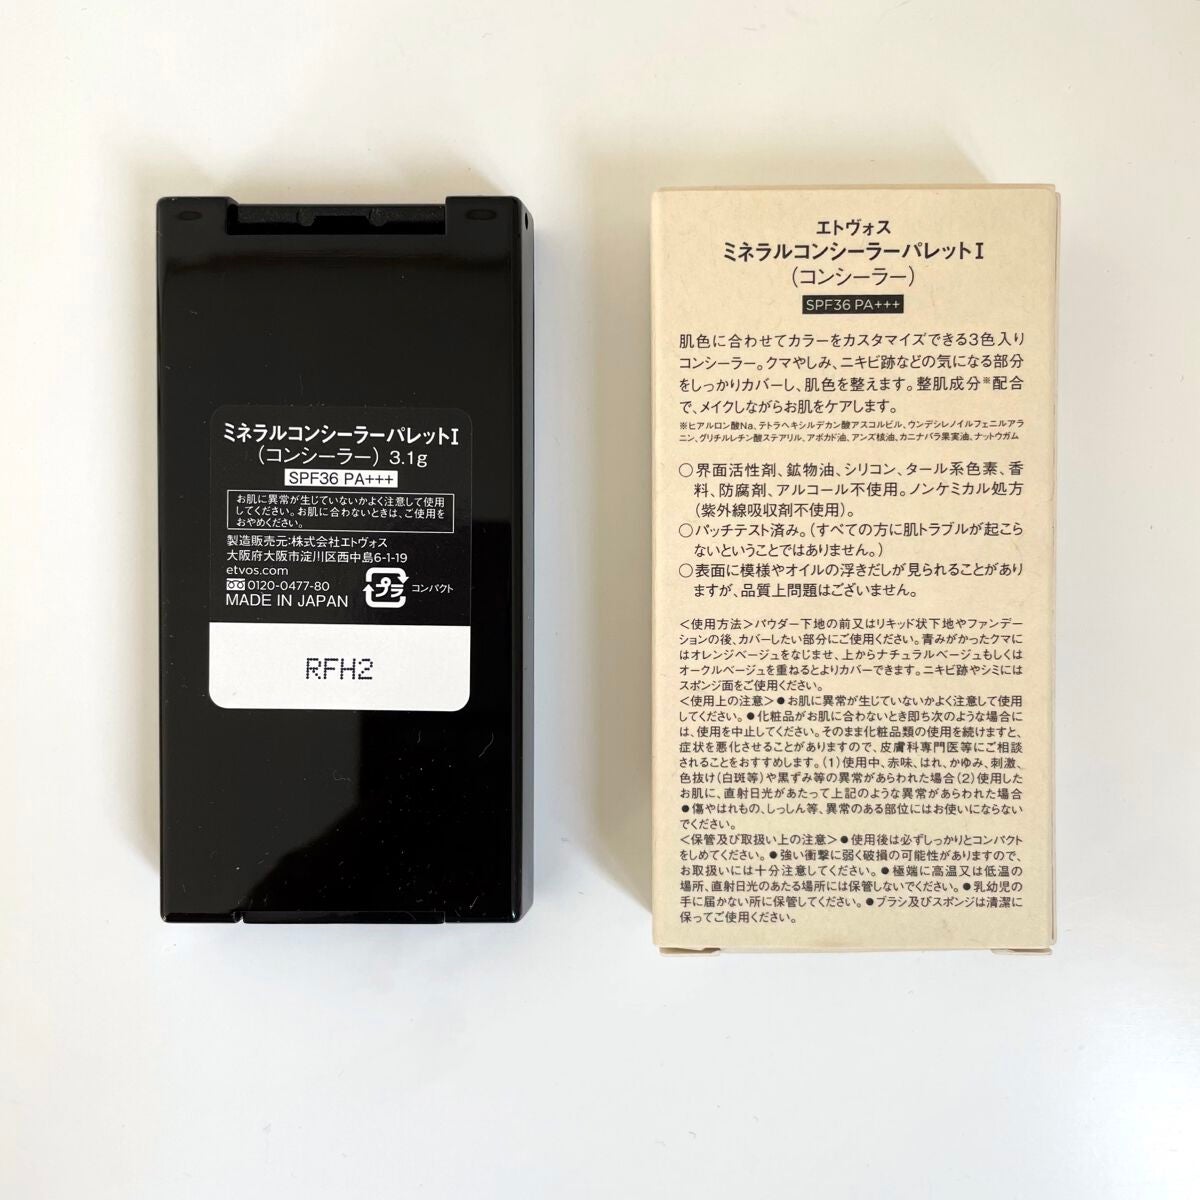 ミネラルコンシーラーパレットI
（コンシーラー）3.1g
SPF36 PA+++
お肌に異常が生じていないかよく注意して使用
してください。お肌に合わないときは、ご使用を
おやめください。
製造販売元:株式会社エトヴォス
大阪府大阪市淀川区西中島6-1-19
etvos.com
0120-0477-80
MADE IN JAPAN
プラ
コンパクト
RFH2
エトヴォス
ミネラルコンシーラーパレットI
（コンシーラー）
SPF36 PA+++
肌色に合わせてカラーをカスタマイズできる3色入り
コンシーラー。クマやしみ、ニキビ跡などの気になる部分
をしっかりカバーし、肌色を整えます。整肌成分※配合
で、メイクしながらお肌をケアします。
※ヒアルロン酸Na、テトラヘキシルデカン酸アスコルビル、ウンデシレノイルフェニルアラ
ニン、グリチルレチン酸ステアリル、アボカド油、アンズ核油、カニナバラ果実油、ナットウガム
○界面活性剤、鉱物油、シリコン、タール系色素、香
料、防腐剤、アルコール不使用。ノンケミカル処方
（紫外線吸収剤不使用）。
○パッチテスト済み。（すべての方に肌トラブルが起こら
ないということではありません。）
○表面に模様やオイルの浮きだしが見られることがあり
ますが、品質上問題はございません。
＜使用方法＞パウダー下地の前又はリキッド状下地やファンデー
ションの後、カバーしたい部分にご使用ください。青みがかったクマに
はオレンジベージュをなじませ、上からナチュラルベージュもしくは
オークルベージュを重ねるとよりカバーできます。ニキビ跡やシミには
スポンジ面をご使用ください。
＜使用上の注意＞●お肌に異常が生じていないかよく注意して使用
してください。●化粧品がお肌に合わないとき即ち次のような場合に
は、使用を中止してください。そのまま化粧品類の使用を続けますと、
症状を悪化させることがありますので、皮膚科専門医等にご相談
されることをおすすめします。（1）使用中、赤味、はれ、かゆみ、刺激、
色抜け（白斑等）や黒ずみ等の異常があらわれた場合（2）使用した
お肌に、直射日光があたって上記のような異常があらわれた場合
●傷やはれもの、しっしん等、異常のある部位にはお使いにならない
でください。
＜保管及び取扱い上の注意＞●使用後は必ずしっかりとコンパクト
をしめてください。●強い衝撃に弱く破損の可能性がありますので、
お取扱いには十分注意してください。●極端に高温又は低温の
場所、直射日光のあたる場所には保管しないでください。●乳幼児の
手に届かない所に保管してください。●ブラシ及びスポンジは清潔に
保ってご使用ください。